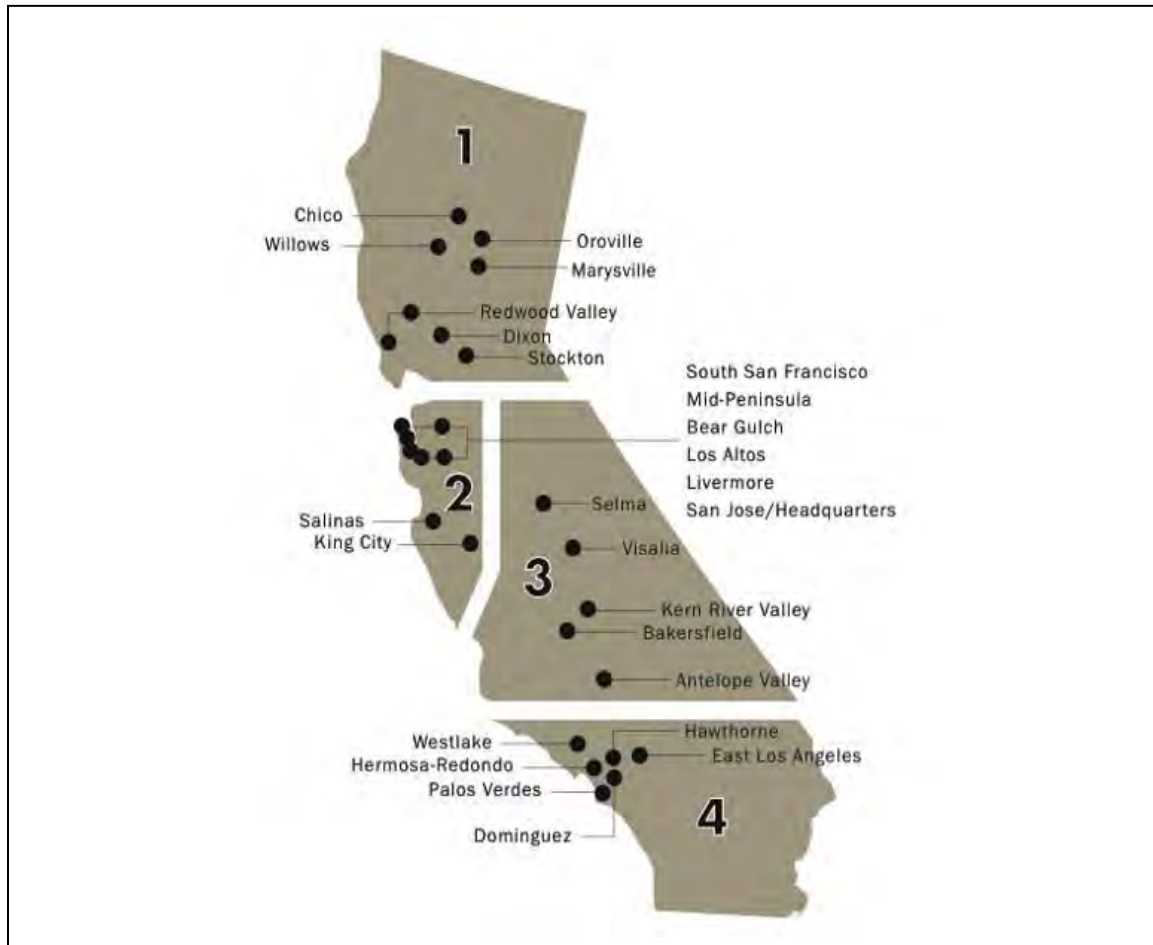 1
Chico
Willows
Oroville
Marysville
Redwood Valley
Dixon
Stockton
South San Francisco
Mid-Peninsula
Bear Gulch
Los Altos
Livermore
San Jose/Headquarters
2
Salinas
King City
Selma
Visalia
3
Kern River Valley
Bakersfield
Antelope Valley
Hawthorne
Westlake
East Los Angeles
Hermosa-Redondo
Palos Verdes
4
Dominguez